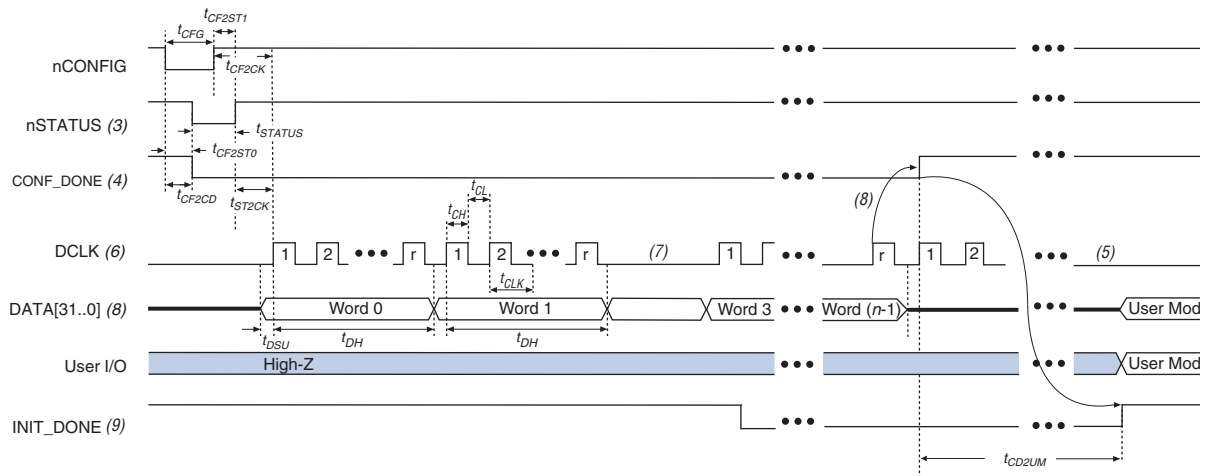 tCF2ST1
tCFG
nCONFIG
tCF2CK
nSTATUS (3)
tSTATUS
tCF2ST0
CONF_DONE (4)
tCF2CD
tST2CK
tCL
tCH
(8)
DCLK (6)
1 2 r 1 2 r (7) 1 r 1 2 (5)
tCLK
DATA[31..0] (8)
Word 0 Word 1 Word 3 Word (n-1) User Mod
tDSU
tDH tDH
User I/O
High-Z User Mod
INIT_DONE (9)
tCD2UM